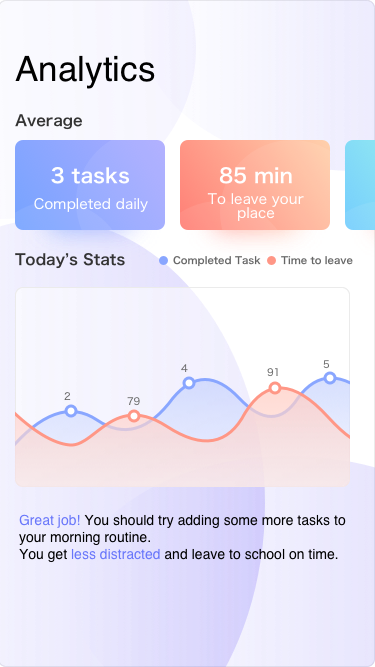 Analytics
Average
3 tasks
Completed daily
85 min
To leave your
place
Today's Stats
Completed Task
Time to leave
2
79
4
91
5
Great job! You should try adding some more tasks to
your morning routine.
You get less distracted and leave to school on time.